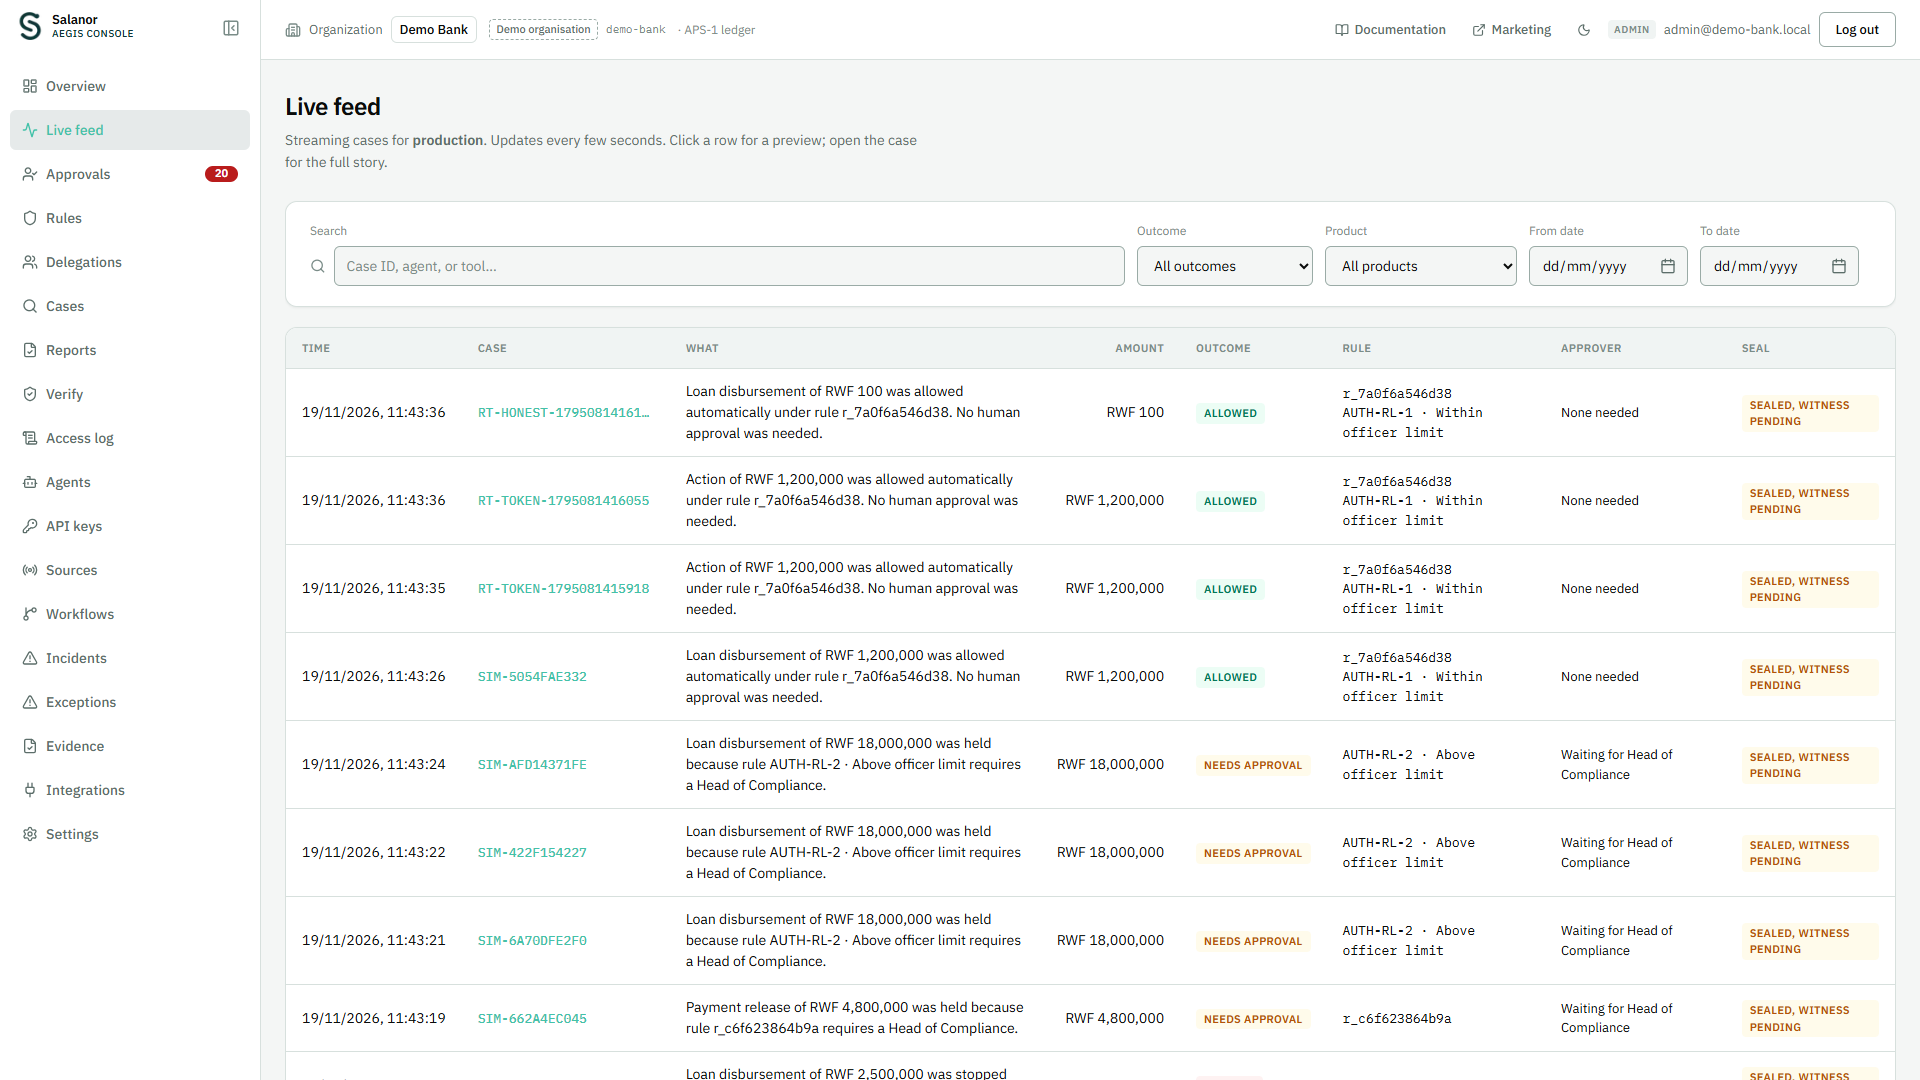 Salanor
AEGIS CONSOLE
Organization
Demo Bank
Demo organisation
demo-bank
· APS-1 ledger
Documentation
Marketing
ADMIN
admin@demo-bank.local
Log out
Overview
Live feed
Approvals
20
Rules
Delegations
Cases
Reports
Verify
Access log
Agents
API keys
Sources
Workflows
Incidents
Exceptions
Evidence
Integrations
Settings
Live feed
Streaming cases for production. Updates every few seconds. Click a row for a preview; open the case
for the full story.
Search
Case ID, agent, or tool...
Outcome
All outcomes
Product
All products
From date
dd/mm/yyyy
To date
dd/mm/yyyy
TIME CASE WHAT AMOUNT OUTCOME RULE APPROVER SEAL
19/11/2026, 11:43:36
RT-HONEST-17950814161…
Loan disbursement of RWF 100 was allowed
automatically under rule r_7a0f6a546d38. No human
approval was needed.
RWF 100
ALLOWED
r_7a0f6a546d38
AUTH-RL-1 · Within
officer limit
None needed
SEALED, WITNESS
PENDING
19/11/2026, 11:43:36
RT-TOKEN-1795081416055
Action of RWF 1,200,000 was allowed automatically
under rule r_7a0f6a546d38. No human approval was
needed.
RWF 1,200,000
ALLOWED
r_7a0f6a546d38
AUTH-RL-1 · Within
officer limit
None needed
SEALED, WITNESS
PENDING
19/11/2026, 11:43:35
RT-TOKEN-1795081415918
Action of RWF 1,200,000 was allowed automatically
under rule r_7a0f6a546d38. No human approval was
needed.
RWF 1,200,000
ALLOWED
r_7a0f6a546d38
AUTH-RL-1 · Within
officer limit
None needed
SEALED, WITNESS
PENDING
19/11/2026, 11:43:26
SIM-5054FAE332
Loan disbursement of RWF 1,200,000 was allowed
automatically under rule r_7a0f6a546d38. No human
approval was needed.
RWF 1,200,000
ALLOWED
r_7a0f6a546d38
AUTH-RL-1 · Within
officer limit
None needed
SEALED, WITNESS
PENDING
19/11/2026, 11:43:24
SIM-AFD14371FE
Loan disbursement of RWF 18,000,000 was held
because rule AUTH-RL-2 · Above officer limit requires
a Head of Compliance.
RWF 18,000,000
NEEDS APPROVAL
AUTH-RL-2 · Above
officer limit
Waiting for Head of
Compliance
SEALED, WITNESS
PENDING
19/11/2026, 11:43:22
SIM-422F154227
Loan disbursement of RWF 18,000,000 was held
because rule AUTH-RL-2 · Above officer limit requires
a Head of Compliance.
RWF 18,000,000
NEEDS APPROVAL
AUTH-RL-2 · Above
officer limit
Waiting for Head of
Compliance
SEALED, WITNESS
PENDING
19/11/2026, 11:43:21
SIM-6A70DFE2F0
Loan disbursement of RWF 18,000,000 was held
because rule AUTH-RL-2 · Above officer limit requires
a Head of Compliance.
RWF 18,000,000
NEEDS APPROVAL
AUTH-RL-2 · Above
officer limit
Waiting for Head of
Compliance
SEALED, WITNESS
PENDING
19/11/2026, 11:43:19
SIM-662A4EC045
Payment release of RWF 4,800,000 was held because
rule r_c6f623864b9a requires a Head of Compliance.
RWF 4,800,000
NEEDS APPROVAL
r_c6f623864b9a
Waiting for Head of
Compliance
SEALED, WITNESS
PENDING
Loan disbursement of RWF 2,500,000 was stopped
SEALED, WITNESS